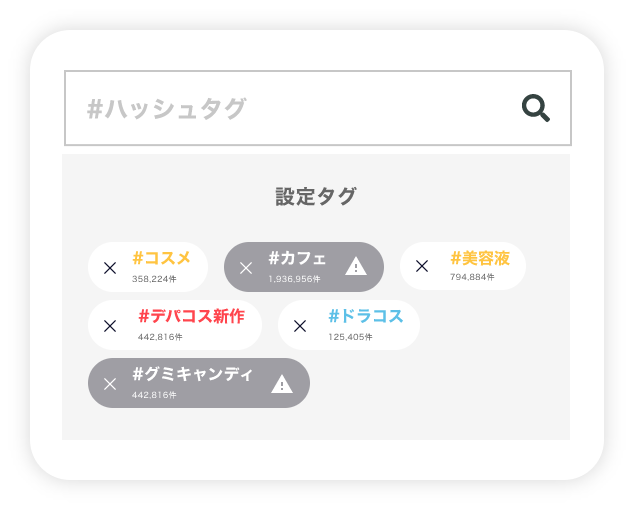 #ハッシュタグ
設定タグ
#コスメ
358,224件
#カフェ
1,936,956件
#美容液
794,884件
#デパコス新作
442,816件
#ドラコス
125,405件
#グミキャンディ
442,816件